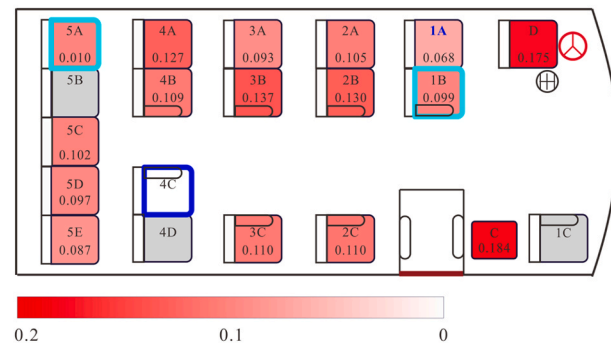 5A 4A 3A 2A 1A D
0.010 0.127 0.093 0.105 0.068 0.175
5B 4B 3B 2B 1B
0.109 0.137 0.130 0.099
5C
0.102
5D 4C
0.097
5E 4D 3C 2C C 1C
0.087 0.110 0.110 0.184
0.2 0.1 0